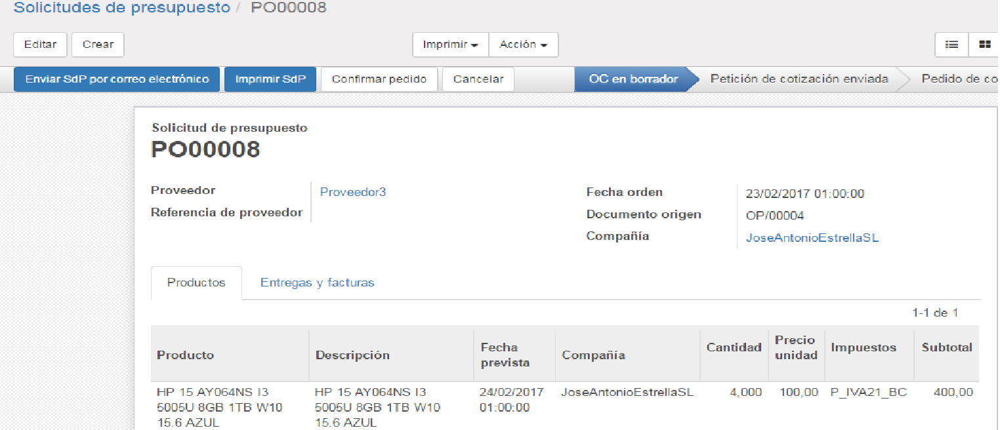 Solicitudes de presupuesto / PO00008
Editar Crear Imprimir Acción
Enviar SdP por correo electrónico Imprimir SdP Confirmar pedido Cancelar OC en borrador Petición de cotización enviada Pedido de co
Solicitud de presupuesto
PO00008
Proveedor Proveedor3
Referencia de proveedor
Fecha orden 23/02/2017 01:00:00
Documento origen OP/00004
Compañía JoseAntonioEstrellaSL
Productos Entregas y facturas
1-1 de 1
Producto Descripción Fecha prevista Compañía Cantidad Precio unidad Impuestos Subtotal
HP 15 AY064NS I3 HP 15 AY064NS I3 24/02/2017 JoseAntonioEstrellaSL 4,000 100,00 P_IVA21_BC 400,00
5005U 8GB 1TB W10 5005U 8GB 1TB W10 01:00:00
15.6 AZUL 15.6 AZUL